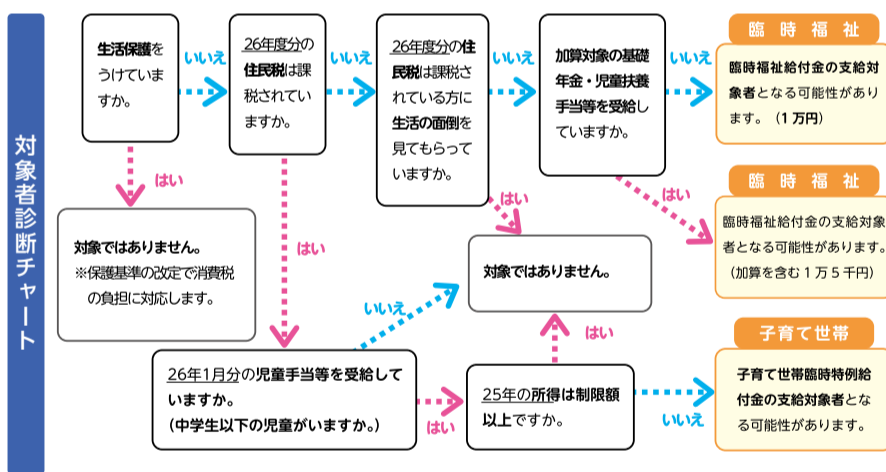 対象者診断チャート
生活保護を
うけていま
すか。
いいえ
26年度分の
住民税は課
税されてい
ますか。
いいえ
26年度分の住
民税は課税さ
れている方に
生活の面倒を
見てもらって
いますか。
いいえ
加算対象の基礎
年金・児童扶養
手当等を受給し
ていますか。
いいえ
臨時福祉
臨時福祉給付金の支給対
象者となる可能性があり
ます。（1万円）
はい
はい
はい
はい
臨時福祉
臨時福祉給付金の支給対象
者となる可能性があります。
（加算を含む1万5千円）
対象ではありません。
※保護基準の改定で消費税
の負担に対応します。
対象ではありません。
いいえ
はい
26年1月分の児童手当等を受給して
いますか。
（中学生以下の児童がいますか。）
はい
25年の所得は制限額
以上ですか。
いいえ
子育て世帯
子育て世帯臨時特例給
付金の支給対象者とな
る可能性があります。